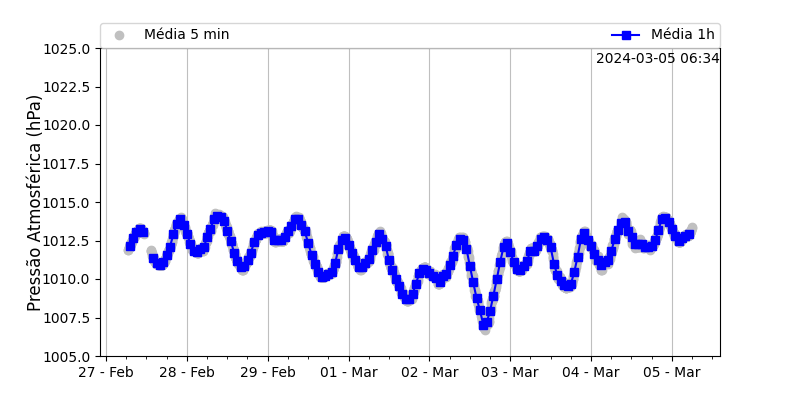 Média 5 min
Média 1h
2024-03-05 06:34
Pressão Atmosférica (hPa)
1025.0
1022.5
1020.0
1017.5
1015.0
1012.5
1010.0
1007.5
1005.0
27 - Feb
28 - Feb
29 - Feb
01 - Mar
02 - Mar
03 - Mar
04 - Mar
05 - Mar